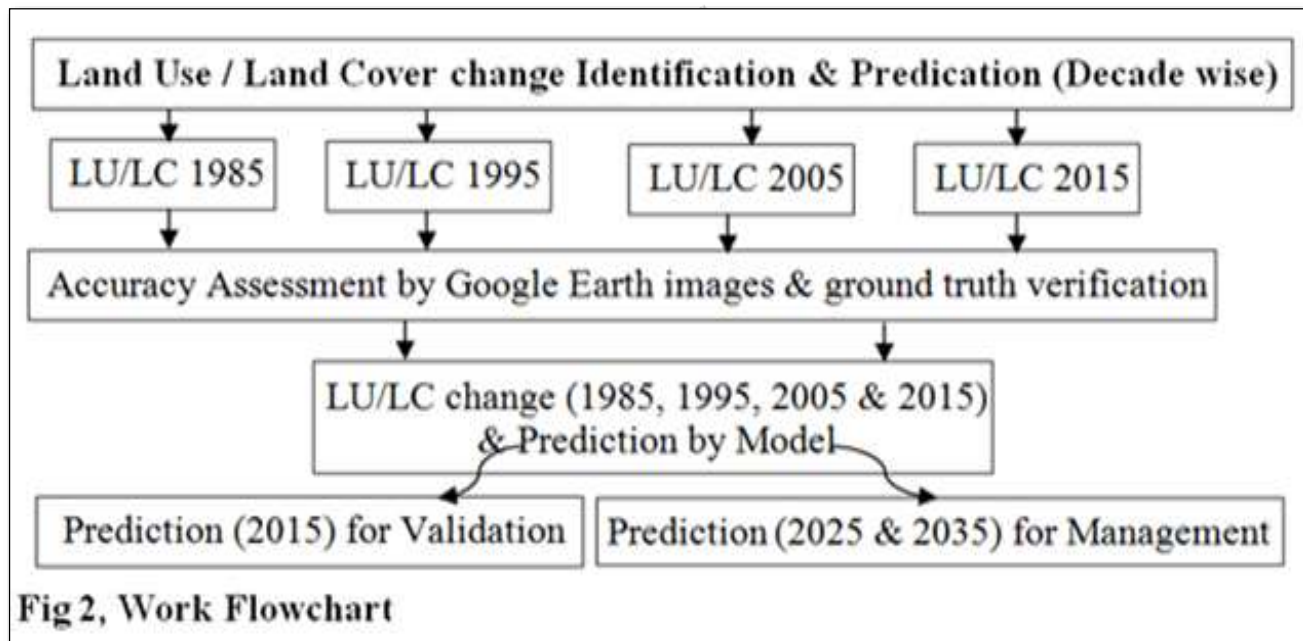 Land Use / Land Cover change Identification & Predication (Decade wise)
LU/LC 1985
LU/LC 1995
LU/LC 2005
LU/LC 2015
Accuracy Assessment by Google Earth images & ground truth verification
LU/LC change (1985, 1995, 2005 & 2015)
& Prediction by Model
Prediction (2015) for Validation
Prediction (2025 & 2035) for Management
Fig 2, Work Flowchart